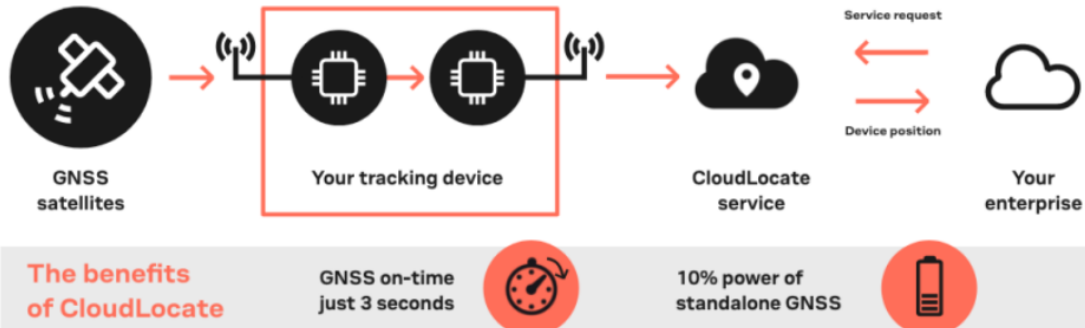 Service request
Device position
GNSS
satellites
Your tracking device
CloudLocate
service
Your
enterprise
The benefits
of CloudLocate
GNSS on-time
just 3 seconds
10% power of
standalone GNSS